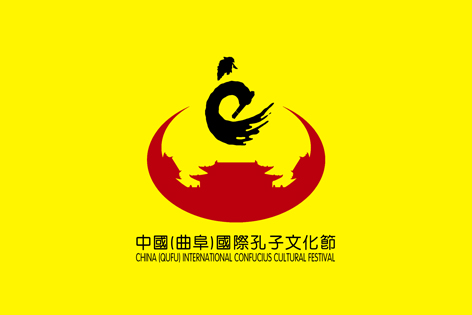 中國(曲阜)國際孔子文化節
CHINA (QUFU) INTERNATIONAL CONFUCIUS CULTURAL FESTIVAL